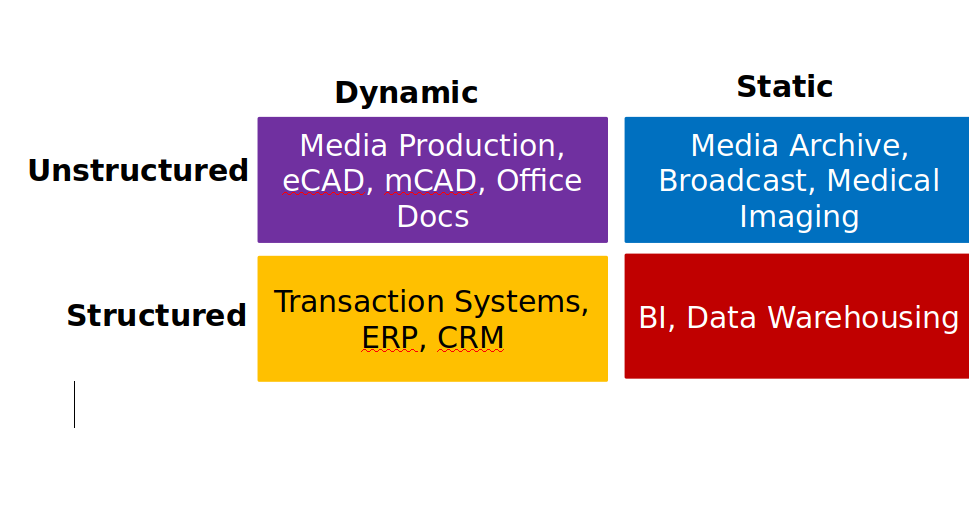 Dynamic
Static
Unstructured
Media Production,
eCAD, mCAD, Office
Docs
Media Archive,
Broadcast, Medical
Imaging
Structured
Transaction Systems,
ERP, CRM
BI, Data Warehousing